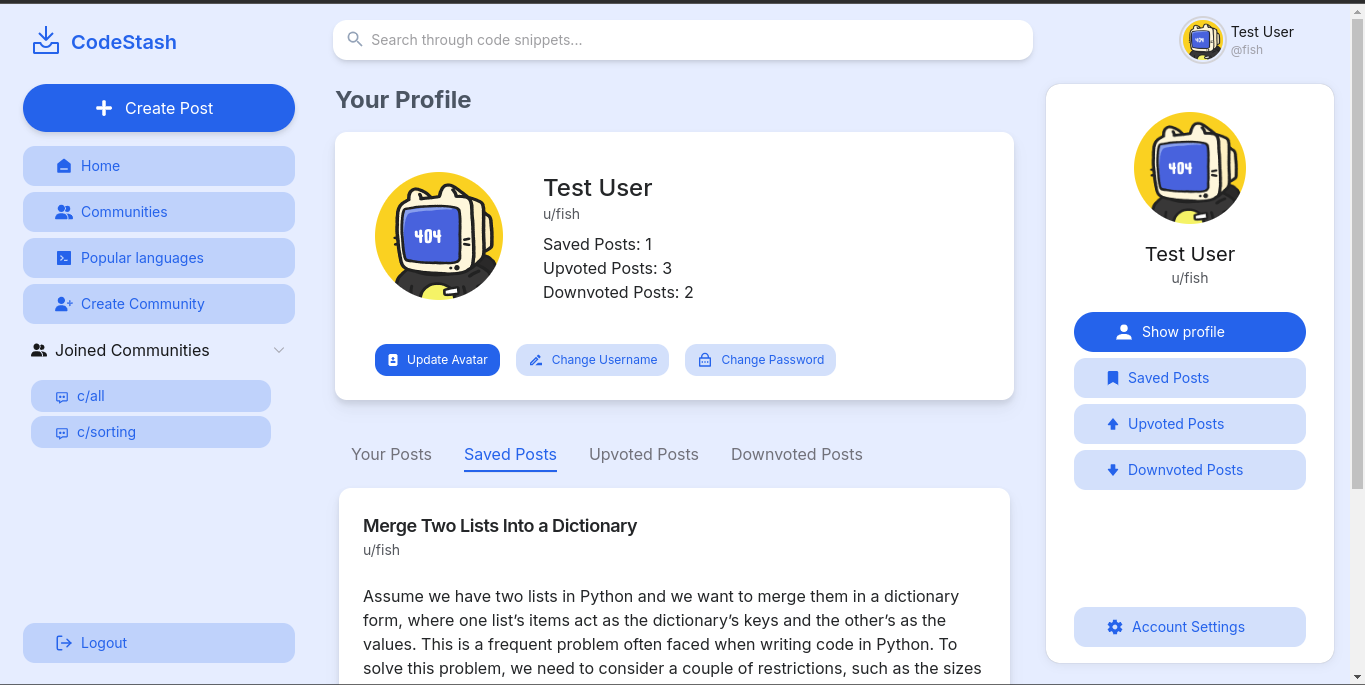 CodeStash
Search through code snippets...
Test User
@fish
Create Post
Home
Communities
Popular languages
Create Community
Joined Communities
c/all
c/sorting
Logout
Your Profile
404
Test User
u/fish
Saved Posts: 1
Upvoted Posts: 3
Downvoted Posts: 2
Update Avatar
Change Username
Change Password
Your Posts
Saved Posts
Upvoted Posts
Downvoted Posts
Merge Two Lists Into a Dictionary
u/fish
Assume we have two lists in Python and we want to merge them in a dictionary
form, where one list’s items act as the dictionary’s keys and the other’s as the
values. This is a frequent problem often faced when writing code in Python. To
solve this problem, we need to consider a couple of restrictions, such as the sizes
404
Test User
u/fish
Show profile
Saved Posts
Upvoted Posts
Downvoted Posts
Account Settings